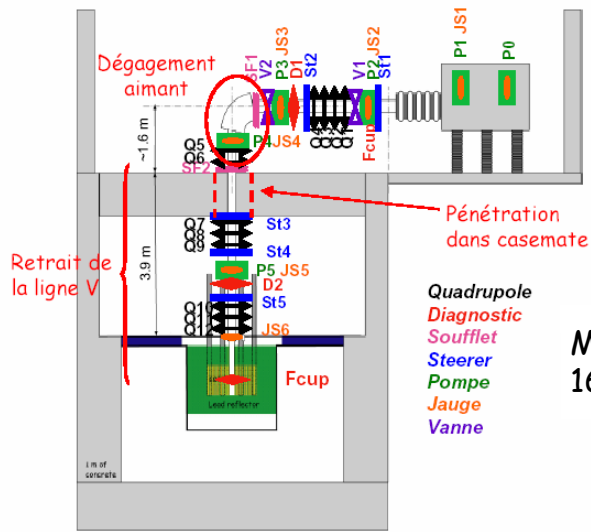 Dégagement
aimant
SF1
V2
P3
JS3
D1
St2
V1
P2
JS2
St1
Fcup
P1
JS1
P0
~1.6 m
Q5
Q6
P4
JS4
SF2
3.9 m
Retrait de
la ligne V
Q7
Q8
Q9
St3
St4
Pénétration
dans casemate
P5
JS5
D2
St5
Q10
Q11
Q12
JS6
Fcup
Lead reflector
1 m of
concrete
Quadrupole
Diagnostic
Soufflet
Steerer
Pompe
Jauge
Vanne
M
16